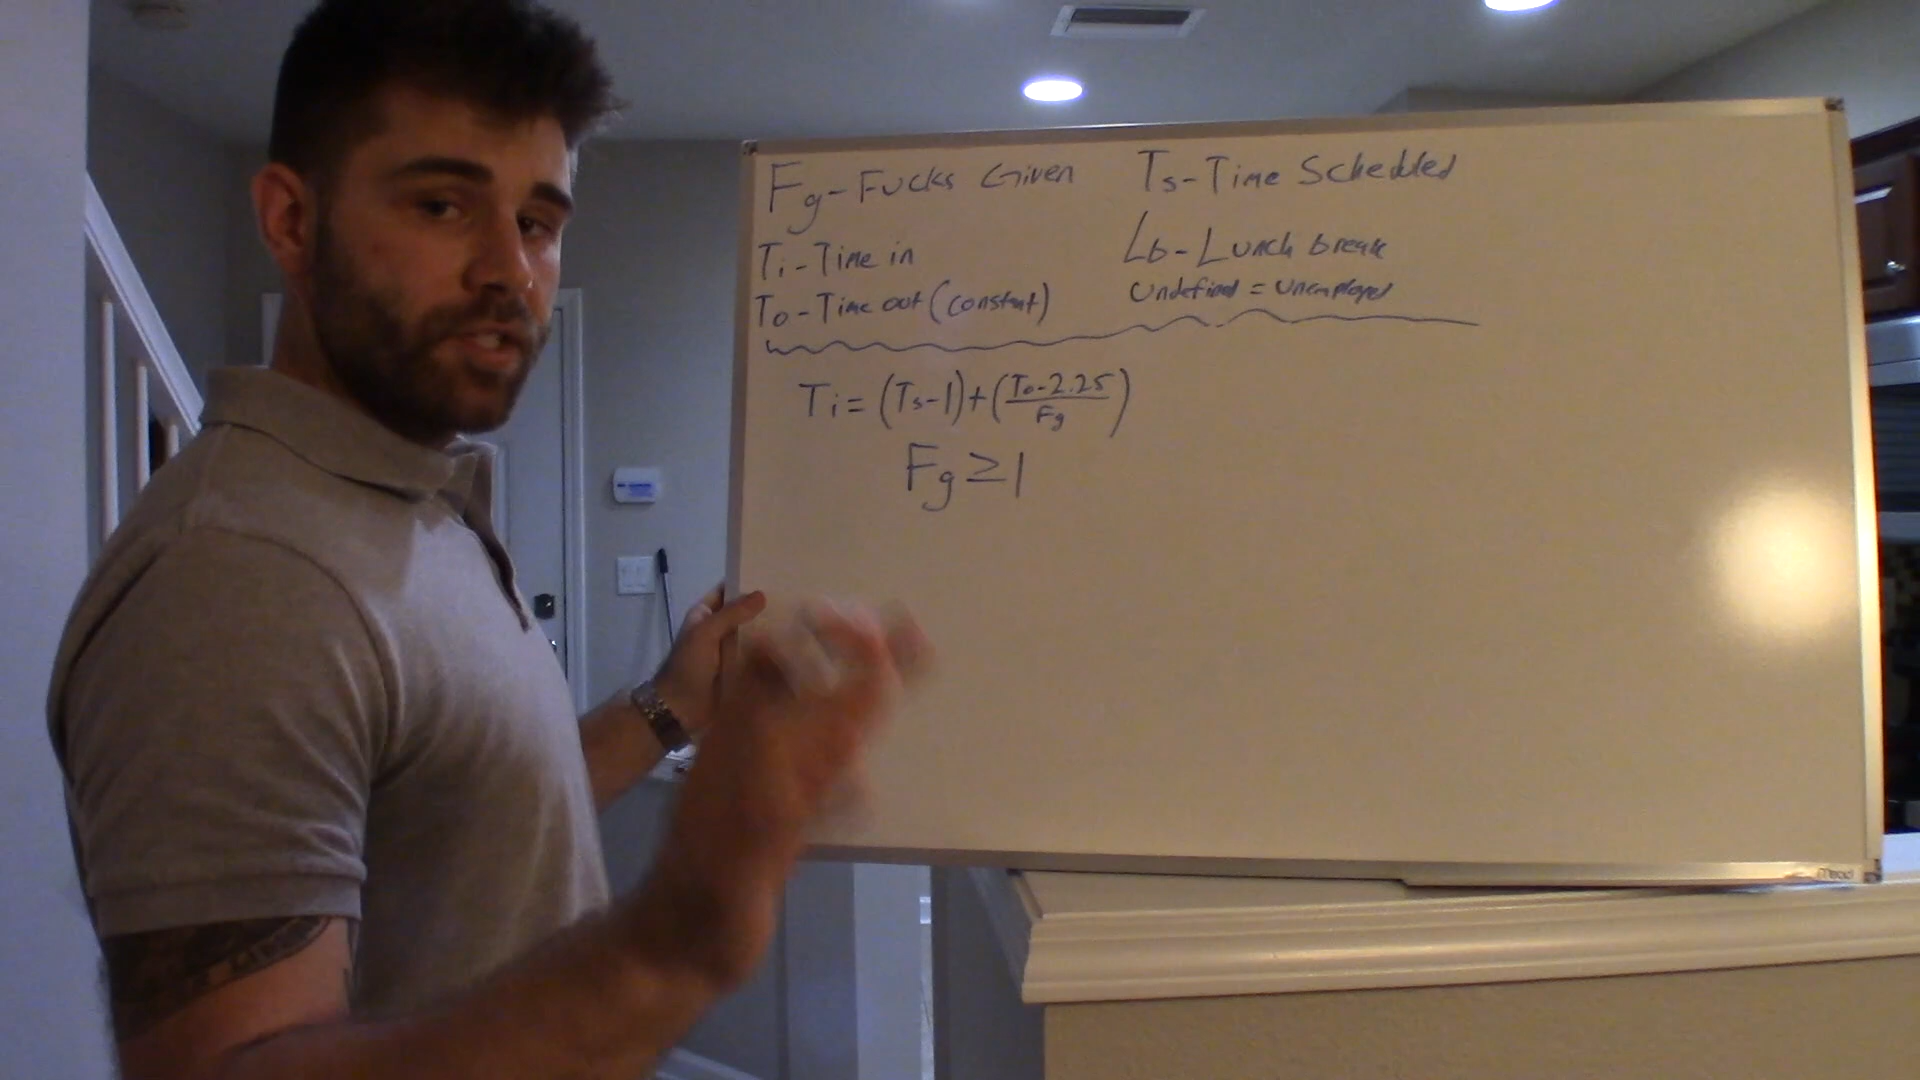 Fg - Fucks Given
Ti - Time in
To - Time out (constant)
Ts - Time Scheduled
Lb - Lunch break
undefined = unemployed
Ti = (Ts-1)+(To-2.25/Fg)
Fg ≥ 1
Mead